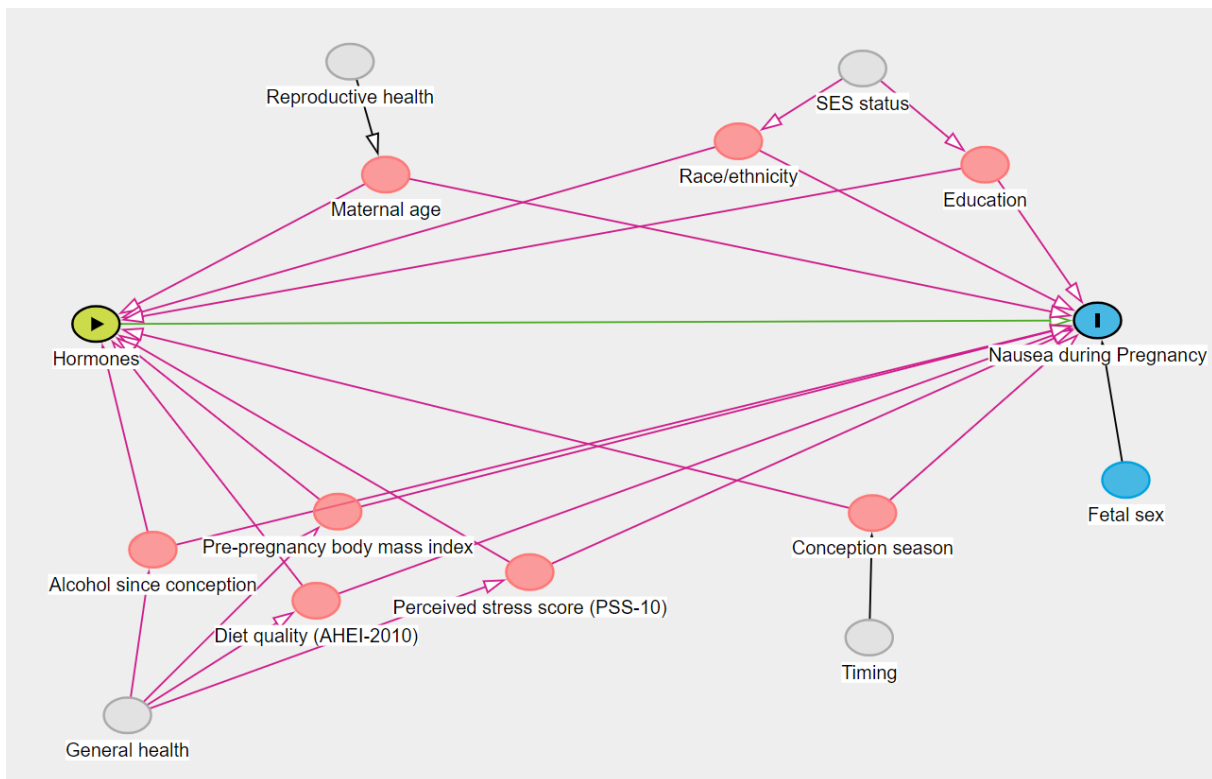 Reproductive health
SES status
Race/ethnicity
Education
Maternal age
Hormones
Nausea during Pregnancy
Fetal sex
Pre-pregnancy body mass index
Conception season
Alcohol since conception
Perceived stress score (PSS-10)
Diet quality (AHEI-2010)
Timing
General health